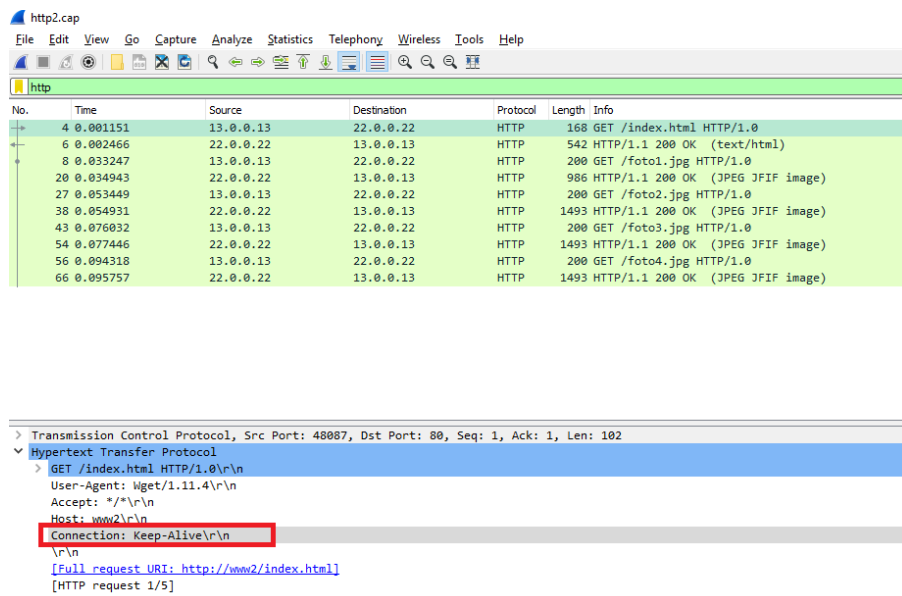 http2.cap
File Edit View Go Capture Analyze Statistics Telephony Wireless Tools Help
http
No. Time Source Destination Protocol Length Info
4 0.001151 13.0.0.13 22.0.0.22 HTTP 168 GET /index.html HTTP/1.0
6 0.002466 22.0.0.22 13.0.0.13 HTTP 542 HTTP/1.1 200 OK (text/html)
8 0.033247 13.0.0.13 22.0.0.22 HTTP 200 GET /foto1.jpg HTTP/1.0
20 0.034943 22.0.0.22 13.0.0.13 HTTP 986 HTTP/1.1 200 OK (JPEG JFIF image)
27 0.053449 13.0.0.13 22.0.0.22 HTTP 200 GET /foto2.jpg HTTP/1.0
38 0.054931 22.0.0.22 13.0.0.13 HTTP 1493 HTTP/1.1 200 OK (JPEG JFIF image)
43 0.076032 13.0.0.13 22.0.0.22 HTTP 200 GET /foto3.jpg HTTP/1.0
54 0.077446 22.0.0.22 13.0.0.13 HTTP 1493 HTTP/1.1 200 OK (JPEG JFIF image)
56 0.094318 13.0.0.13 22.0.0.22 HTTP 200 GET /foto4.jpg HTTP/1.0
66 0.095757 22.0.0.22 13.0.0.13 HTTP 1493 HTTP/1.1 200 OK (JPEG JFIF image)
Transmission Control Protocol, Src Port: 48087, Dst Port: 80, Seq: 1, Ack: 1, Len: 102
Hypertext Transfer Protocol
GET /index.html HTTP/1.0\r\n
User-Agent: Wget/1.11.4\r\n
Accept: */*\r\n
Host: www2\r\n
Connection: Keep-Alive\r\n
\r\n
[Full request URI: http://www2/index.html]
[HTTP request 1/5]